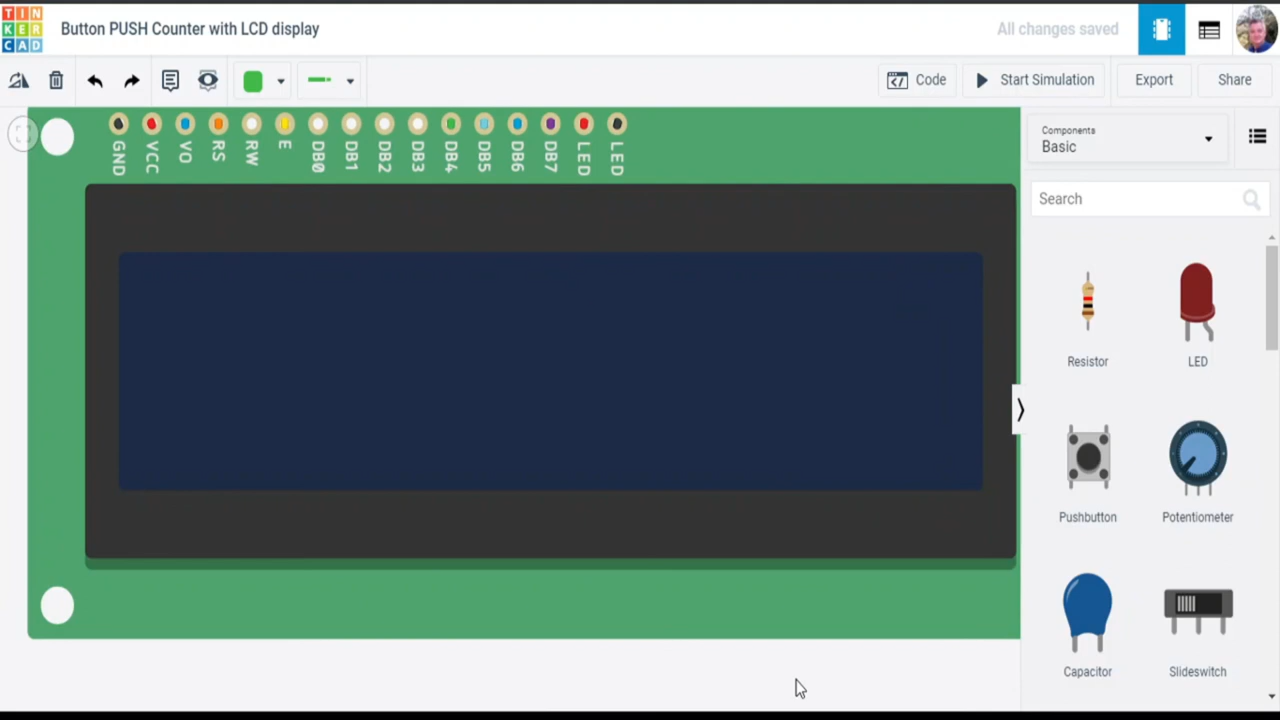 TIN
KER
CAD
Button PUSH Counter with LCD display
All changes saved
Code
Start Simulation
Export
Share
GND
VCC
VO
RS
RW
E
DB0
DB1
DB2
DB3
DB4
DB5
DB6
DB7
LED
LED
Components
Basic
Search
Resistor
LED
Pushbutton
Potentiometer
Capacitor
Slideswitch